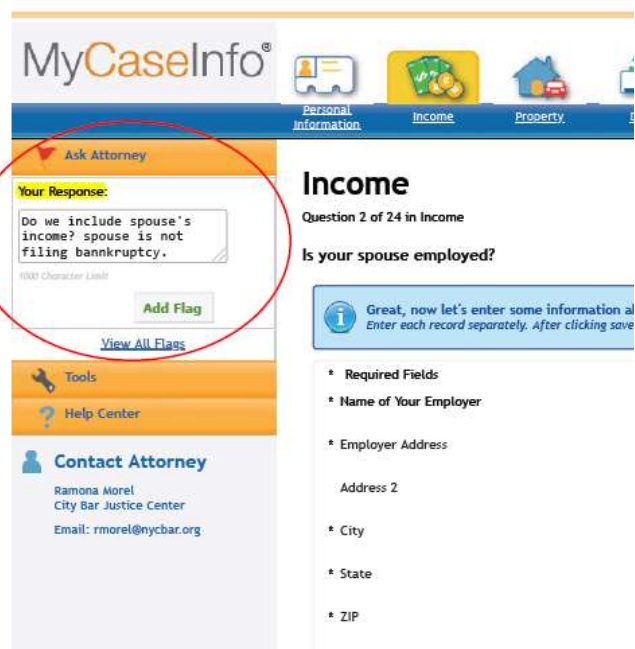 MyCaseInfo®
Personal
Information
Income
Property
Ask Attorney
Your Response:
Do we include spouse's
income? spouse is not
filing bannkruptcy.
1000 Character Limit
Add Flag
View All Flags
Tools
Help Center
Contact Attorney
Ramona Morel
City Bar Justice Center
Email: rmorel@nycbar.org
Income
Question 2 of 24 in Income
Is your spouse employed?
Great, now let's enter some information
Enter each record separately. After clicking save
* Required Fields
* Name of Your Employer
* Employer Address
Address 2
* City
* State
* ZIP